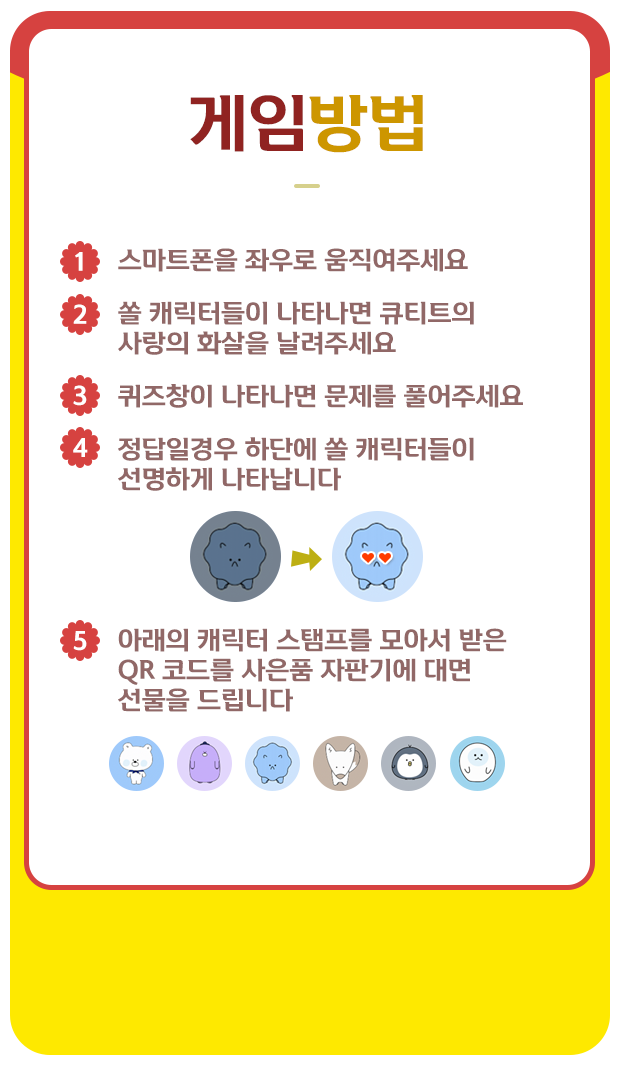 게임방법
1 스마트폰을 좌우로 움직여주세요
2 쏠 캐릭터들이 나타나면 큐티트의
사랑의 화살을 날려주세요
3 퀴즈창이 나타나면 문제를 풀어주세요
4 정답일경우 하단에 쏠 캐릭터들이
선명하게 나타납니다
5 아래의 캐릭터 스탬프를 모아서 받은
QR 코드를 사은품 자판기에 대면
선물을 드립니다